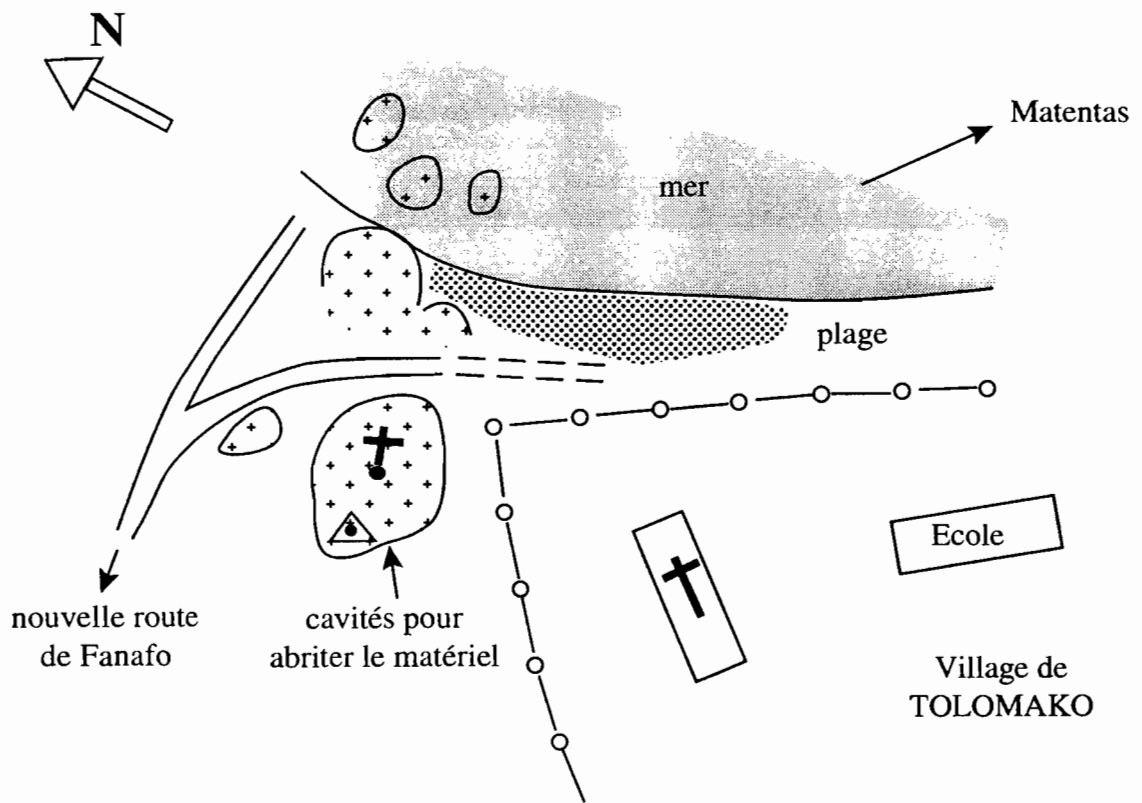 N
Matentas
mer
plage
Ecole
nouvelle route
de Fanafo
cavités pour
abriter le matériel
Village de
TOLOMAKO